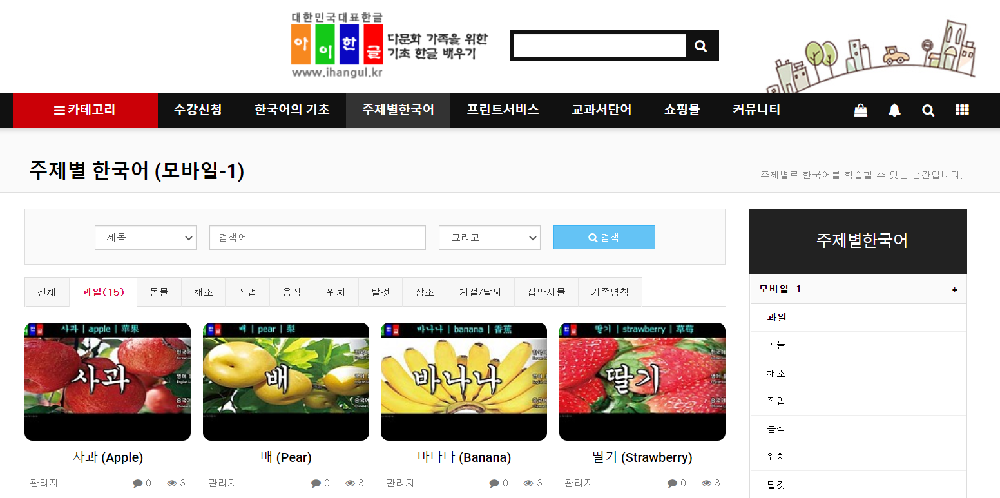 대한민국대표한글
아이한글
다문화 가족을 위한
기초 한글 배우기
www.ihangul.kr
카테고리 수강신청 한국어의 기초 주제별한국어 프린트서비스 교과서단어 쇼핑몰 커뮤니티
주제별 한국어 (모바일-1)
주제별로 한국어를 학습할 수 있는 공간입니다.
제목 검색어 그리고 검색
전체 과일(15) 동물 채소 직업 음식 위치 탈것 장소 계절/날씨 집안사물 가족명칭
사과 | apple | 苹果
사과
사과 (Apple)
관리자 0 3
배 | pear | 梨
배
배 (Pear)
관리자 0 3
바나나 | banana | 香蕉
바나나
바나나 (Banana)
관리자 0 3
딸기 | strawberry | 草莓
딸기
딸기 (Strawberry)
관리자 0 3
주제별한국어
모바일-1 +
과일
동물
채소
직업
음식
위치
탈것